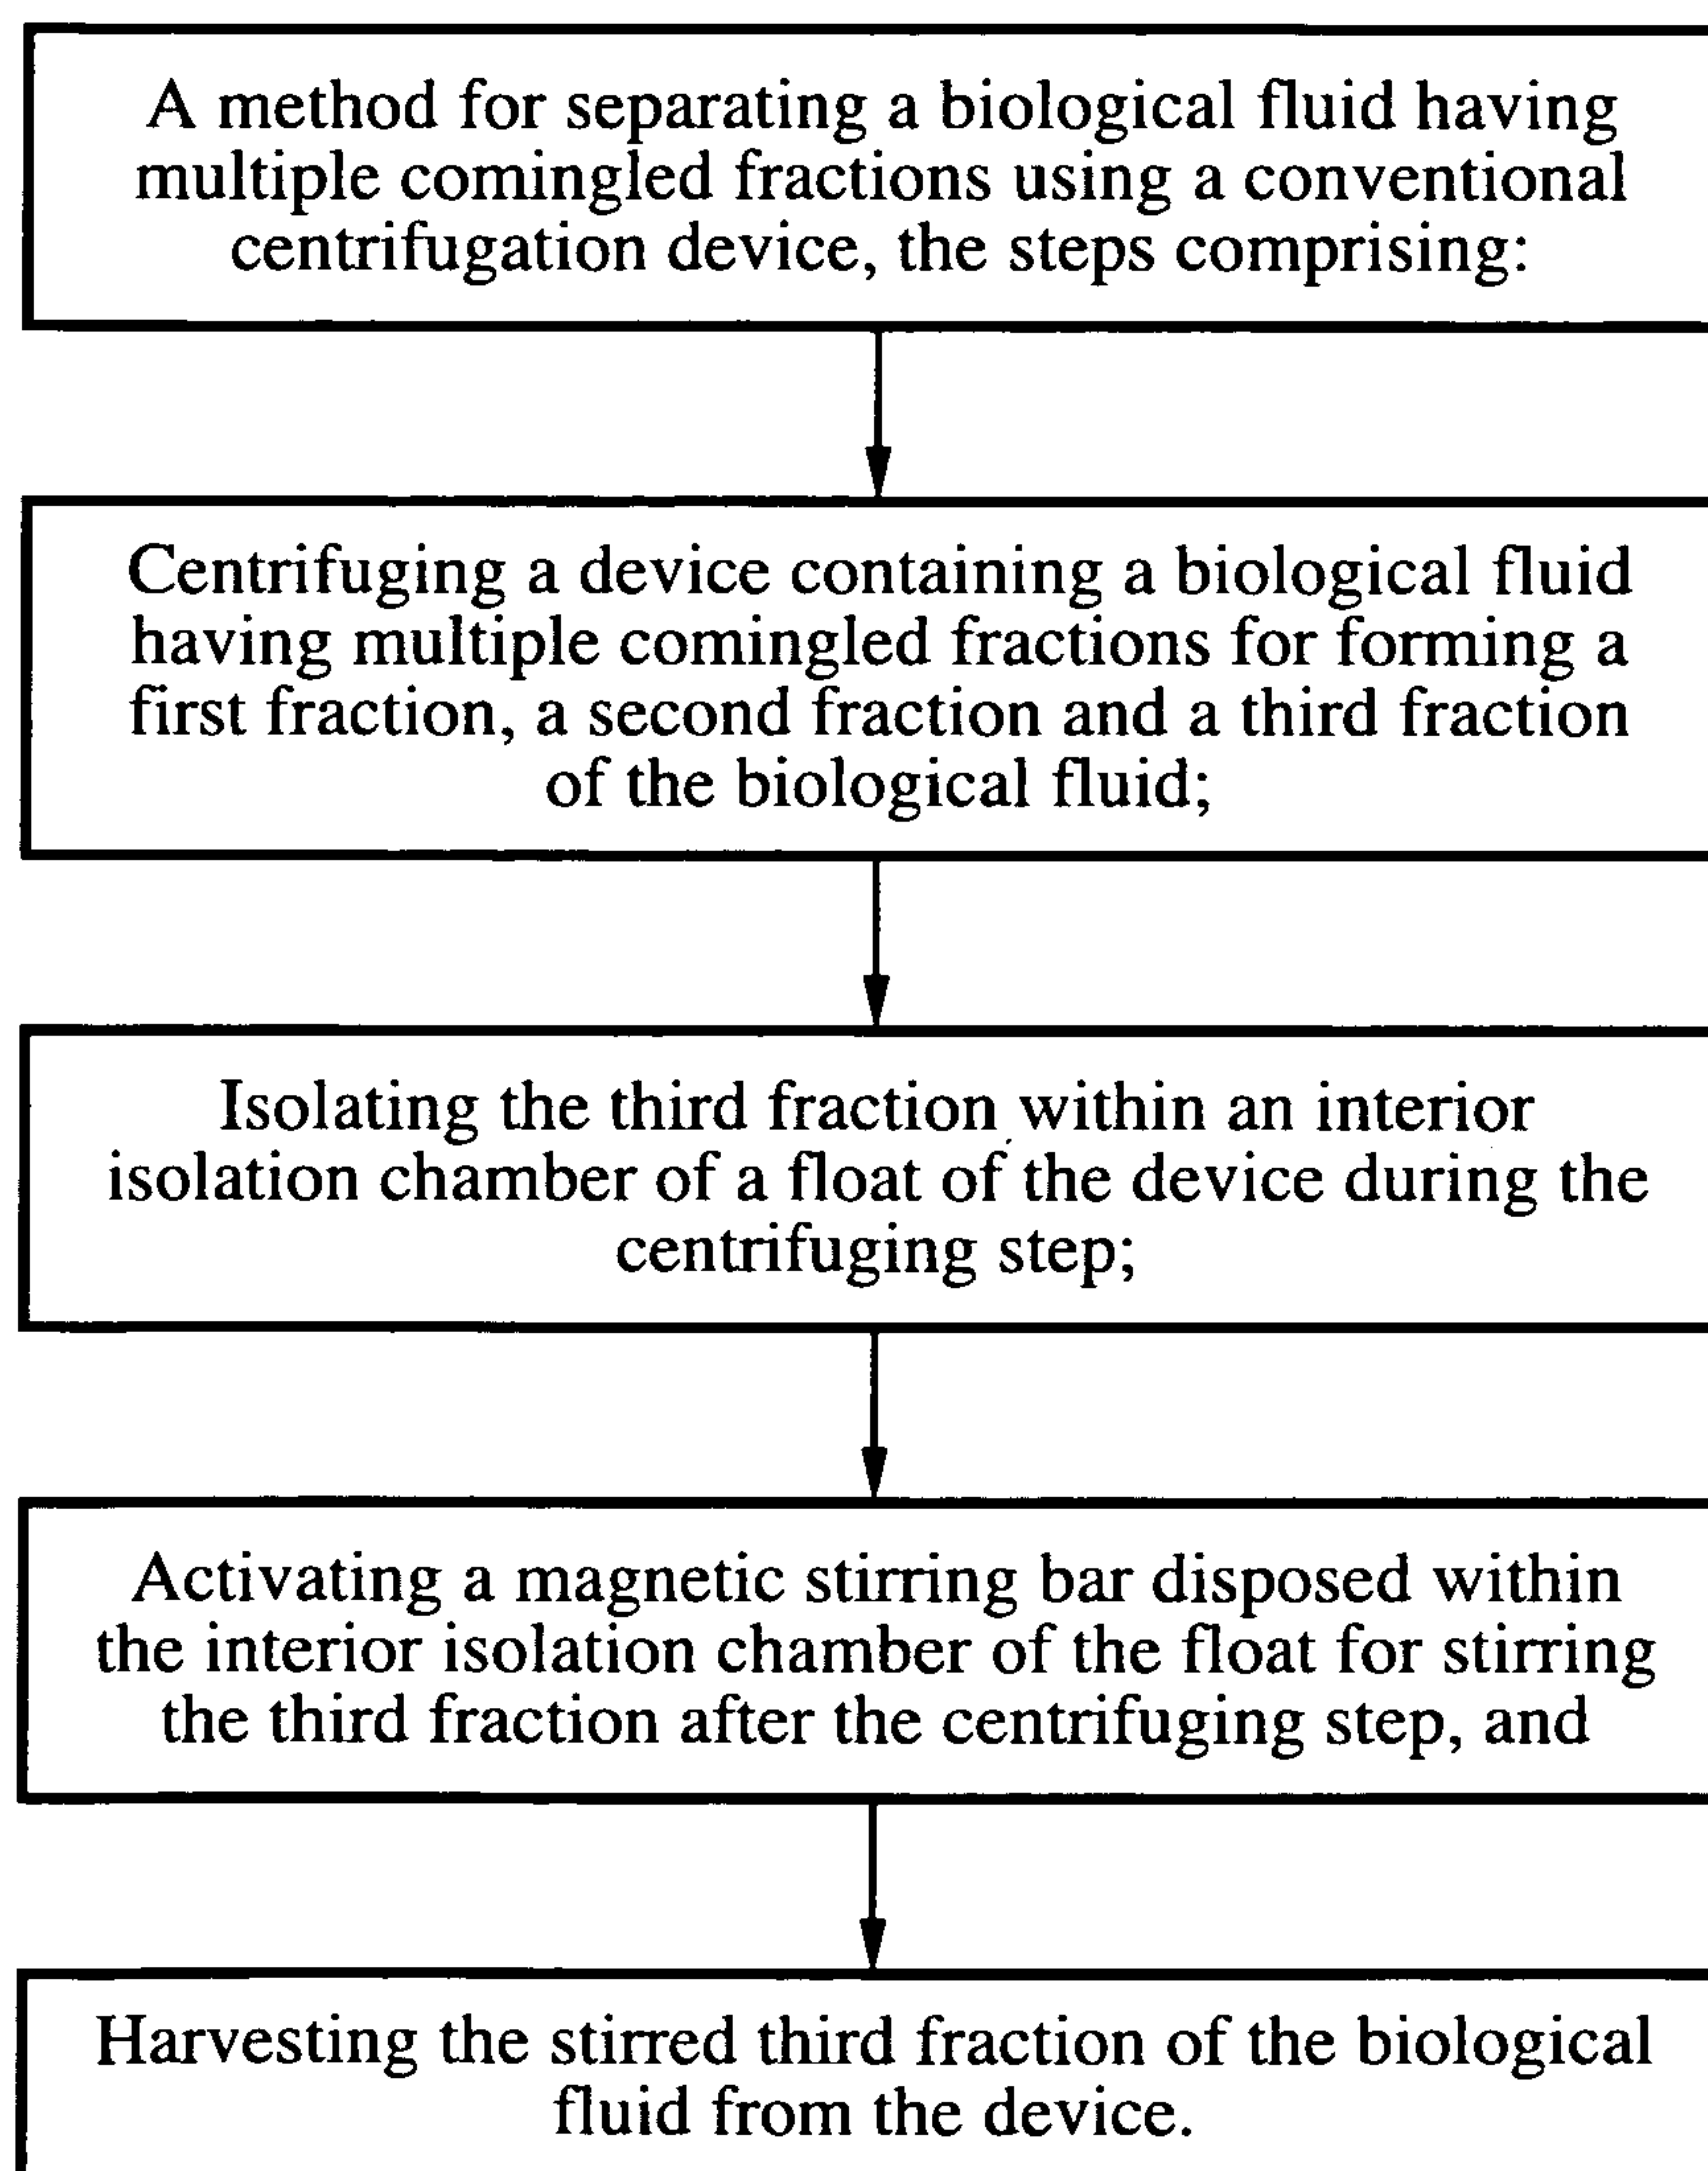 A method for separating a biological fluid having
multiple comingled fractions using a conventional
centrifugation device, the steps comprising:
Centrifuging a device containing a biological fluid
having multiple comingled fractions for forming a
first fraction, a second fraction and a third fraction
of the biological fluid;
Isolating the third fraction within an interior
isolation chamber of a float of the device during the
centrifuging step;
Activating a magnetic stirring bar disposed within
the interior isolation chamber of the float for stirring
the third fraction after the centrifuging step, and
Harvesting the stirred third fraction of the biological
fluid from the device.